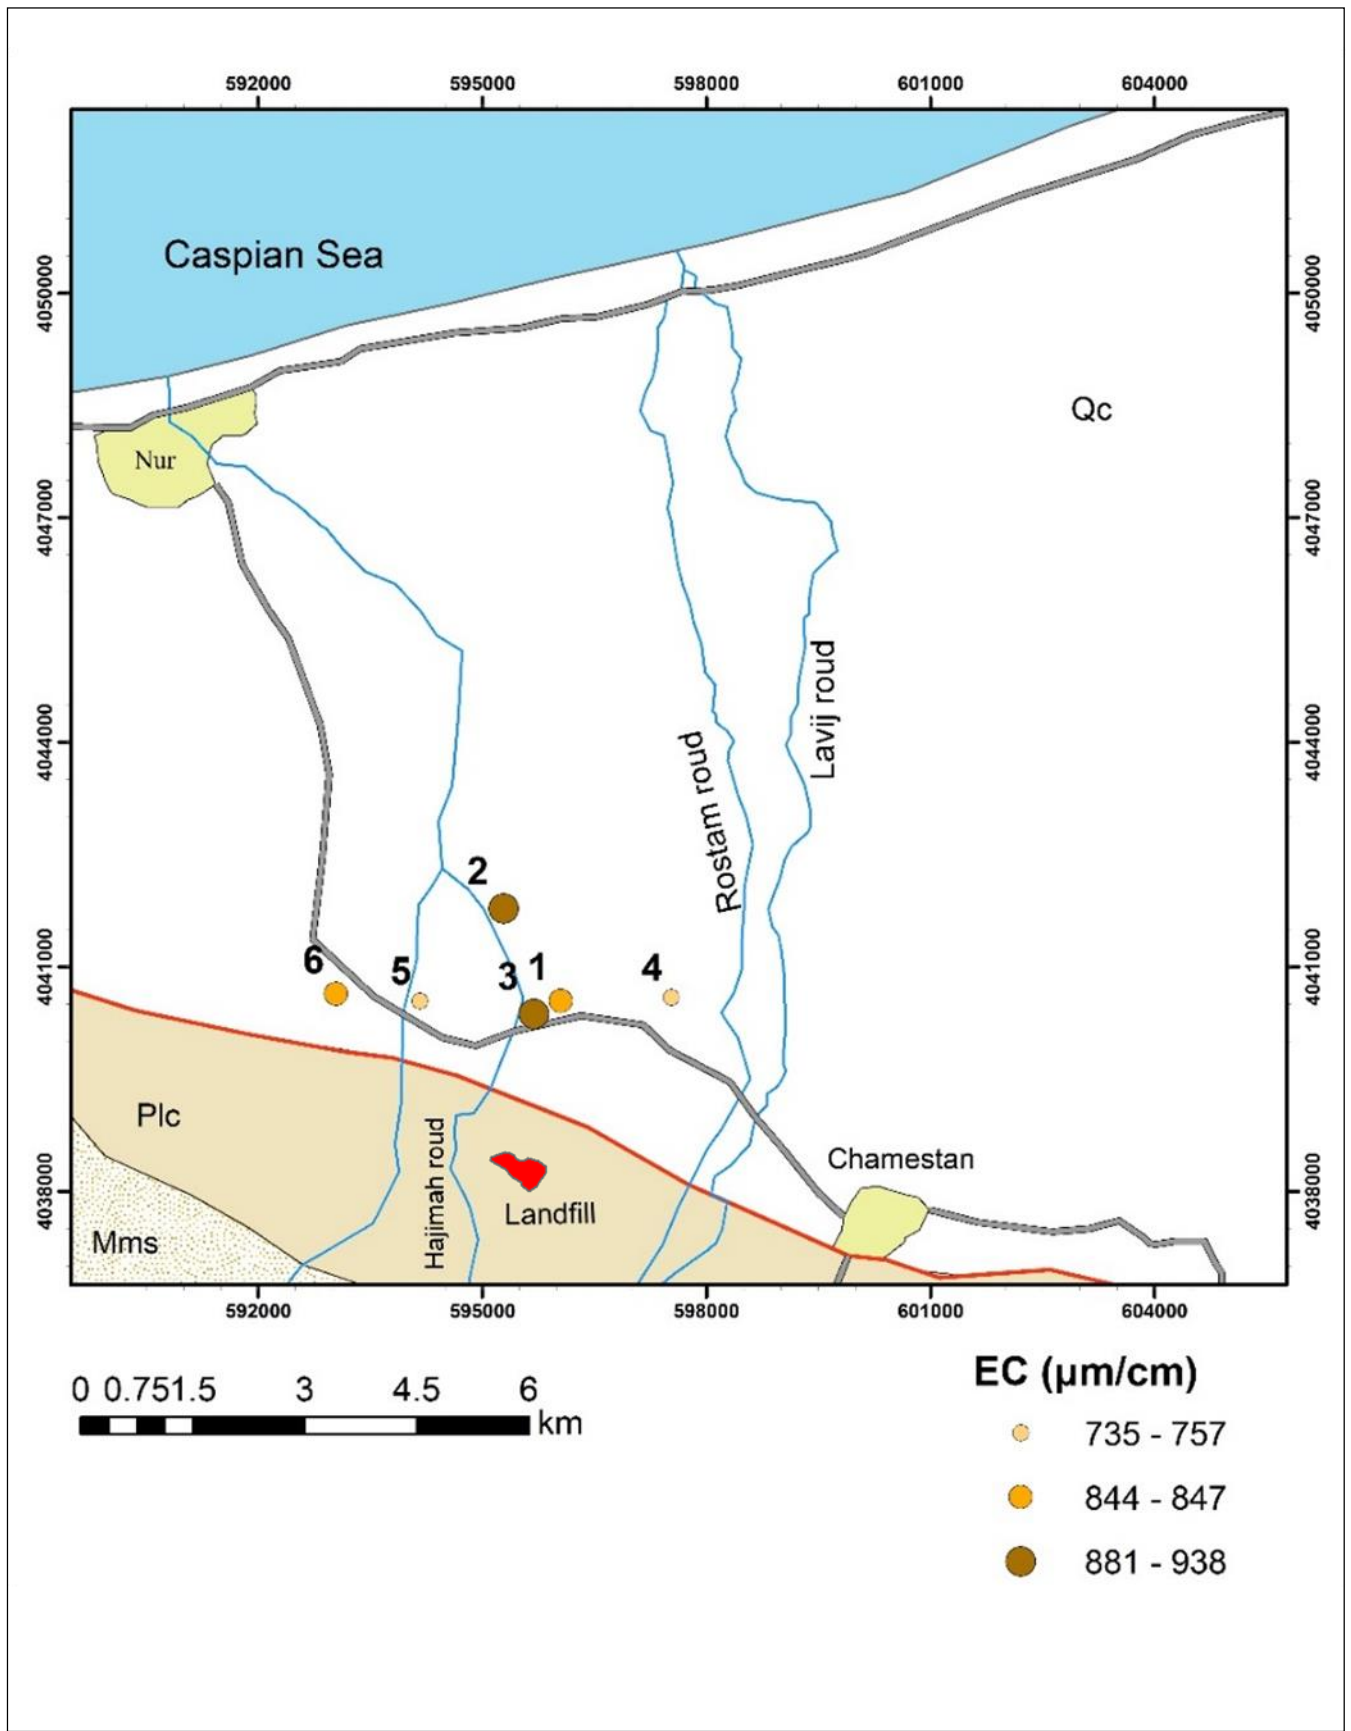 592000 595000 598000 601000 604000
Caspian Sea
4050000
4050000
Qc
Nur
4047000
4047000
Lavij roud
4044000
4044000
Rostam roud
2
6 5 3 1 4
4041000
4041000
Plc
Hajimah roud
Chamestan
4038000
4038000
Landfill
Mms
592000 595000 598000 601000 604000
0 0.75 1.5 3 4.5 6
km
EC (µm/cm)
735 - 757
844 - 847
881 - 938